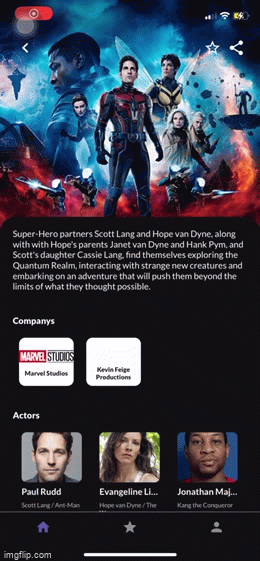 Super-Hero partners Scott Lang and Hope van Dyne, along
with with Hope's parents Janet van Dyne and Hank Pym, and
Scott's daughter Cassie Lang, find themselves exploring the
Quantum Realm, interacting with strange new creatures and
embarking on an adventure that will push them beyond the
limits of what they thought possible.
Companys
MARVEL STUDIOS
Marvel Studios
Kevin Feige
Productions
Actors
Paul Rudd
Evangeline Li...
Jonathan Maj...
Scott Lang / Ant-Man
Hope van Dyne / The
Kang the Conqueror
imgflip.com